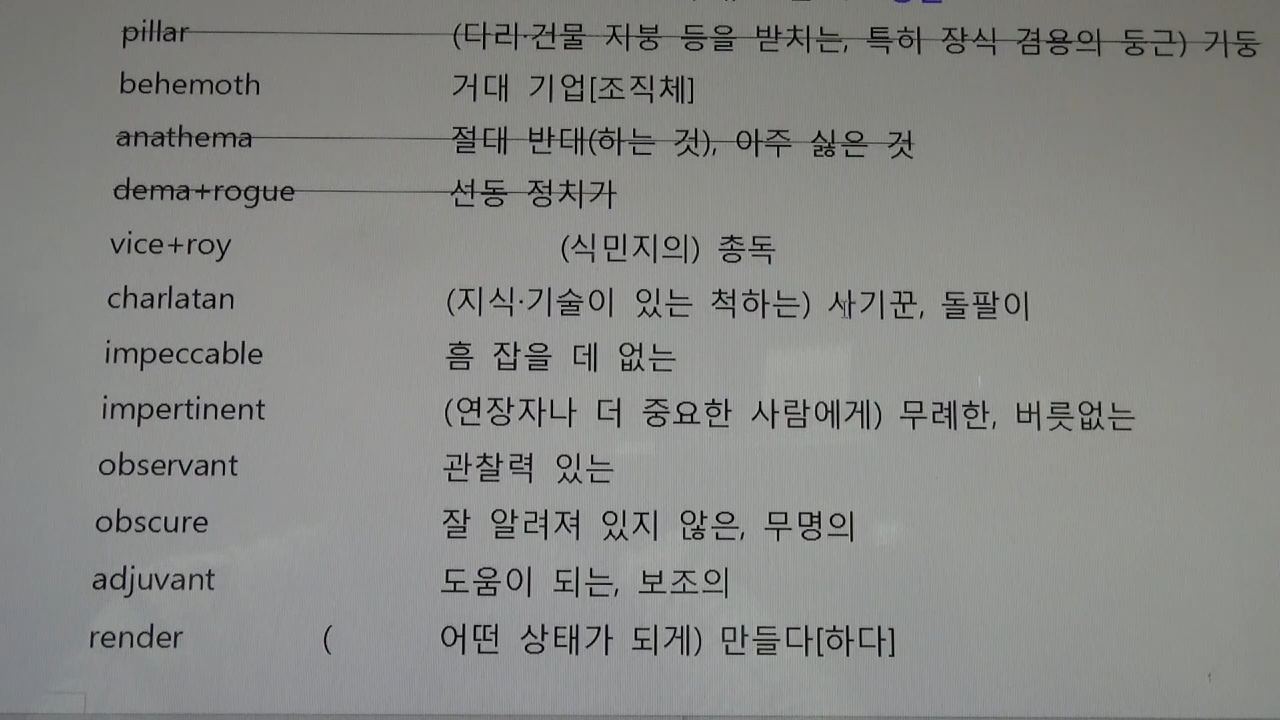 pillar (다리·건물 지붕 등을 받치는, 특히 장식 겸용의 둥근) 기둥
behemoth 거대 기업[조직체]
anathema 절대 반대(하는 것), 아주 싫은 것
dema+rogue 선동 정치가
vice+roy (식민지의) 총독
charlatan (지식·기술이 있는 척하는) 사기꾼, 돌팔이
impeccable 흠 잡을 데 없는
impertinent (연장자나 더 중요한 사람에게) 무례한, 버릇없는
observant 관찰력 있는
obscure 잘 알려져 있지 않은, 무명의
adjuvant 도움이 되는, 보조의
render ( 어떤 상태가 되게) 만들다[하다]